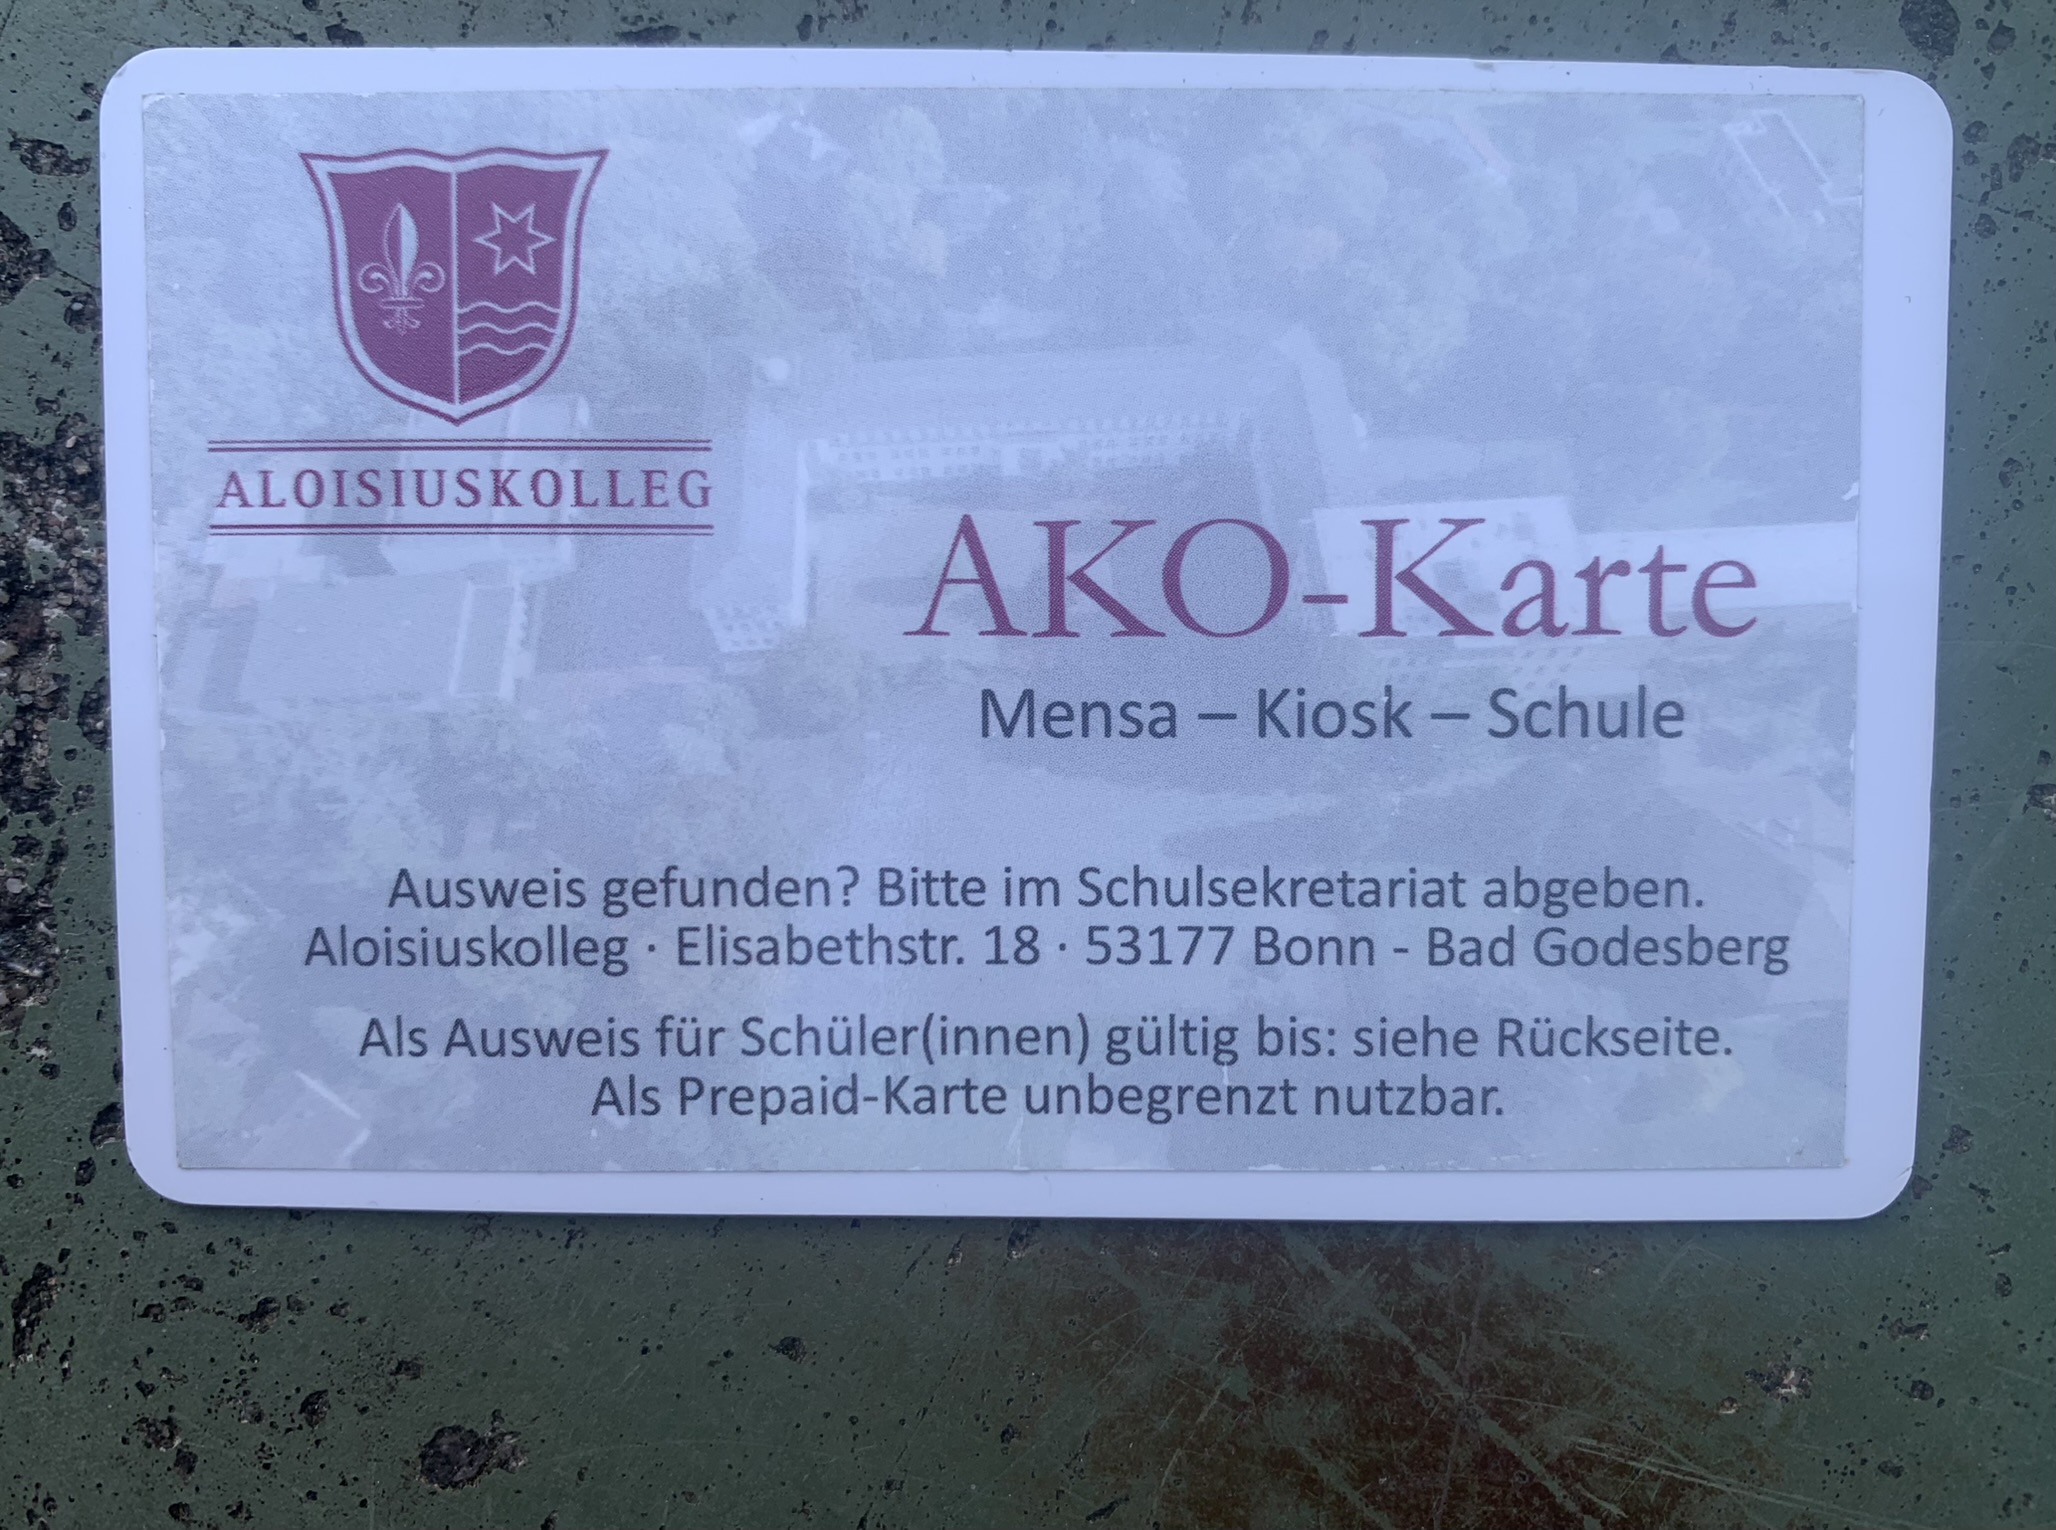 ALOISIUSKOLLEG
AKO-Karte
Mensa – Kiosk – Schule
Ausweis gefunden? Bitte im Schulsekretariat abgeben.
Aloisiuskolleg · Elisabethstr. 18 · 53177 Bonn - Bad Godesberg
Als Ausweis für Schüler(innen) gültig bis: siehe Rückseite.
Als Prepaid-Karte unbegrenzt nutzbar.